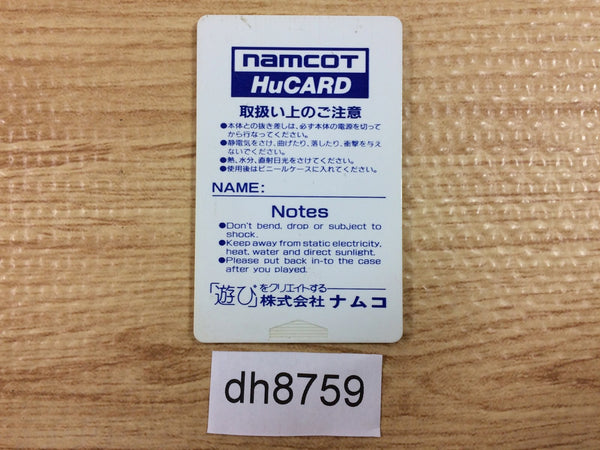 namcot
HuCARD
取扱い上のご注意
●本体との抜き差しは、必ず本体の電源を切って
から行なってください。
●静電気をさけ、曲げたり、落したり、衝撃を与え
ないでください。
●熱、水分、直射日光をさけてください。
●使用後はビニールケースに入れてください。
NAME:
Notes
●Don't bend, drop or subject to
shock.
●Keep away from static electricity,
heat, water and direct sunlight.
●Please put back in-to the case
after you played.
「遊び」をクリエイトする
株式会社ナムコ
dh8759